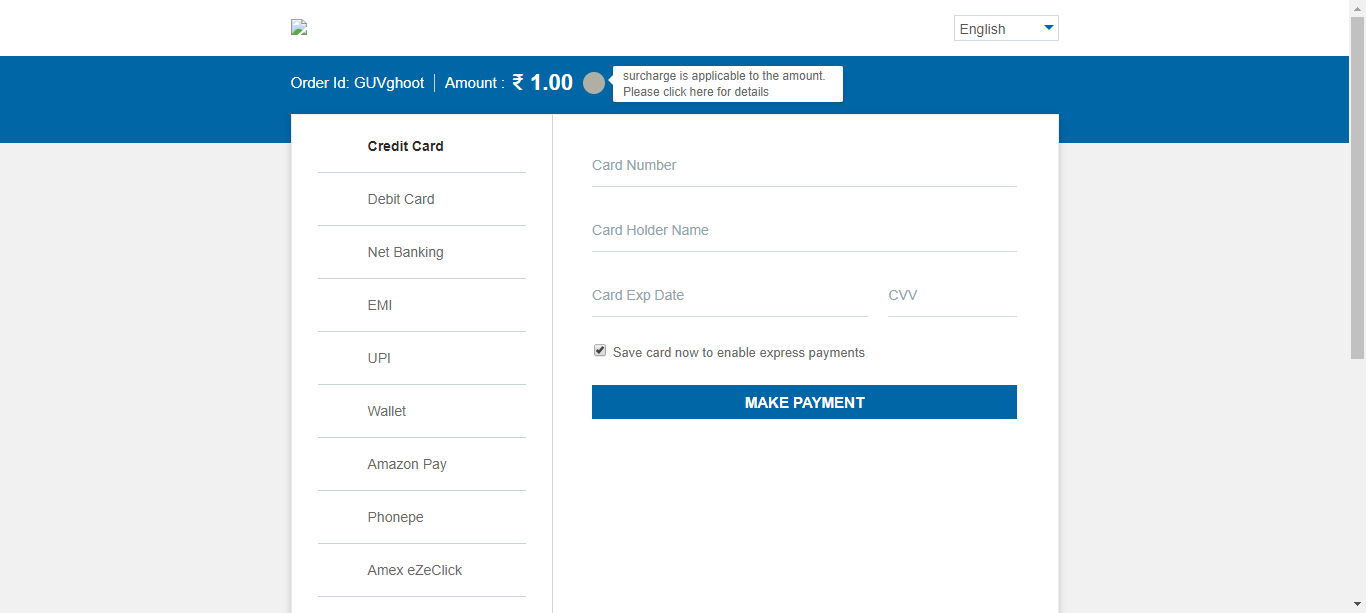 English
Order Id: GUVghoot | Amount : ₹ 1.00
surcharge is applicable to the amount.
Please click here for details
Credit Card
Debit Card
Net Banking
EMI
UPI
Wallet
Amazon Pay
Phonepe
Amex eZeClick
Card Number
Card Holder Name
Card Exp Date
CVV
Save card now to enable express payments
MAKE PAYMENT